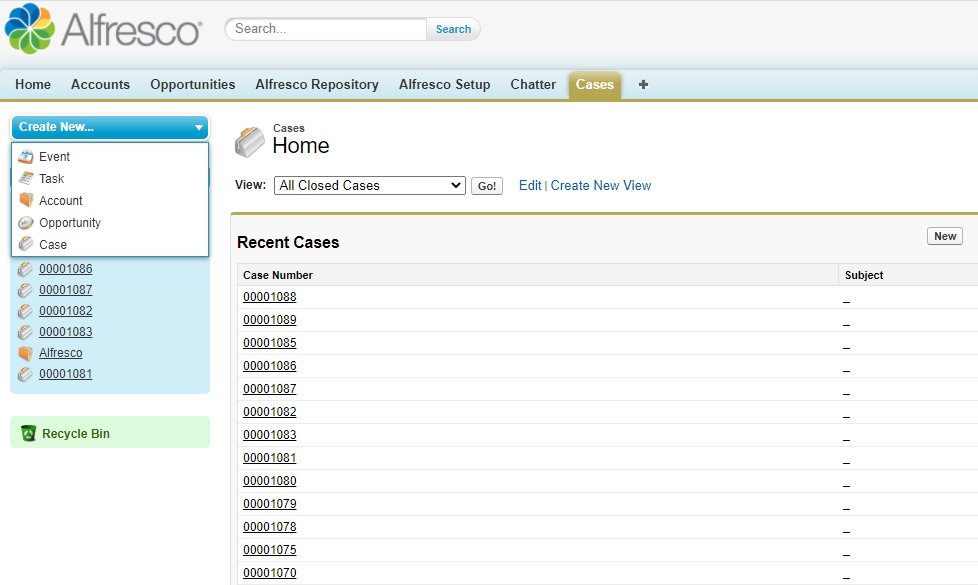 Alfresco
Search...
Search
Home Accounts Opportunities Alfresco Repository Alfresco Setup Chatter Cases +
Create New...
Event
Task
Account
Opportunity
Case
00001086
00001087
00001082
00001083
Alfresco
00001081
Recycle Bin
Cases
Home
View: All Closed Cases Go! Edit | Create New View
Recent Cases
New
Case Number Subject
00001088 _
00001089 _
00001085 _
00001086 _
00001087 _
00001082 _
00001083 _
00001081 _
00001080 _
00001079 _
00001078 _
00001075 _
00001070 _